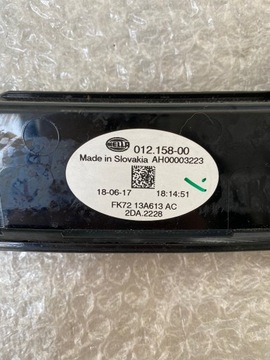 HELLA
012.158-00
Made in Slovakia AH00003223
18-06-17 18:14:51
FK72 13A613 AC
2DA.2228